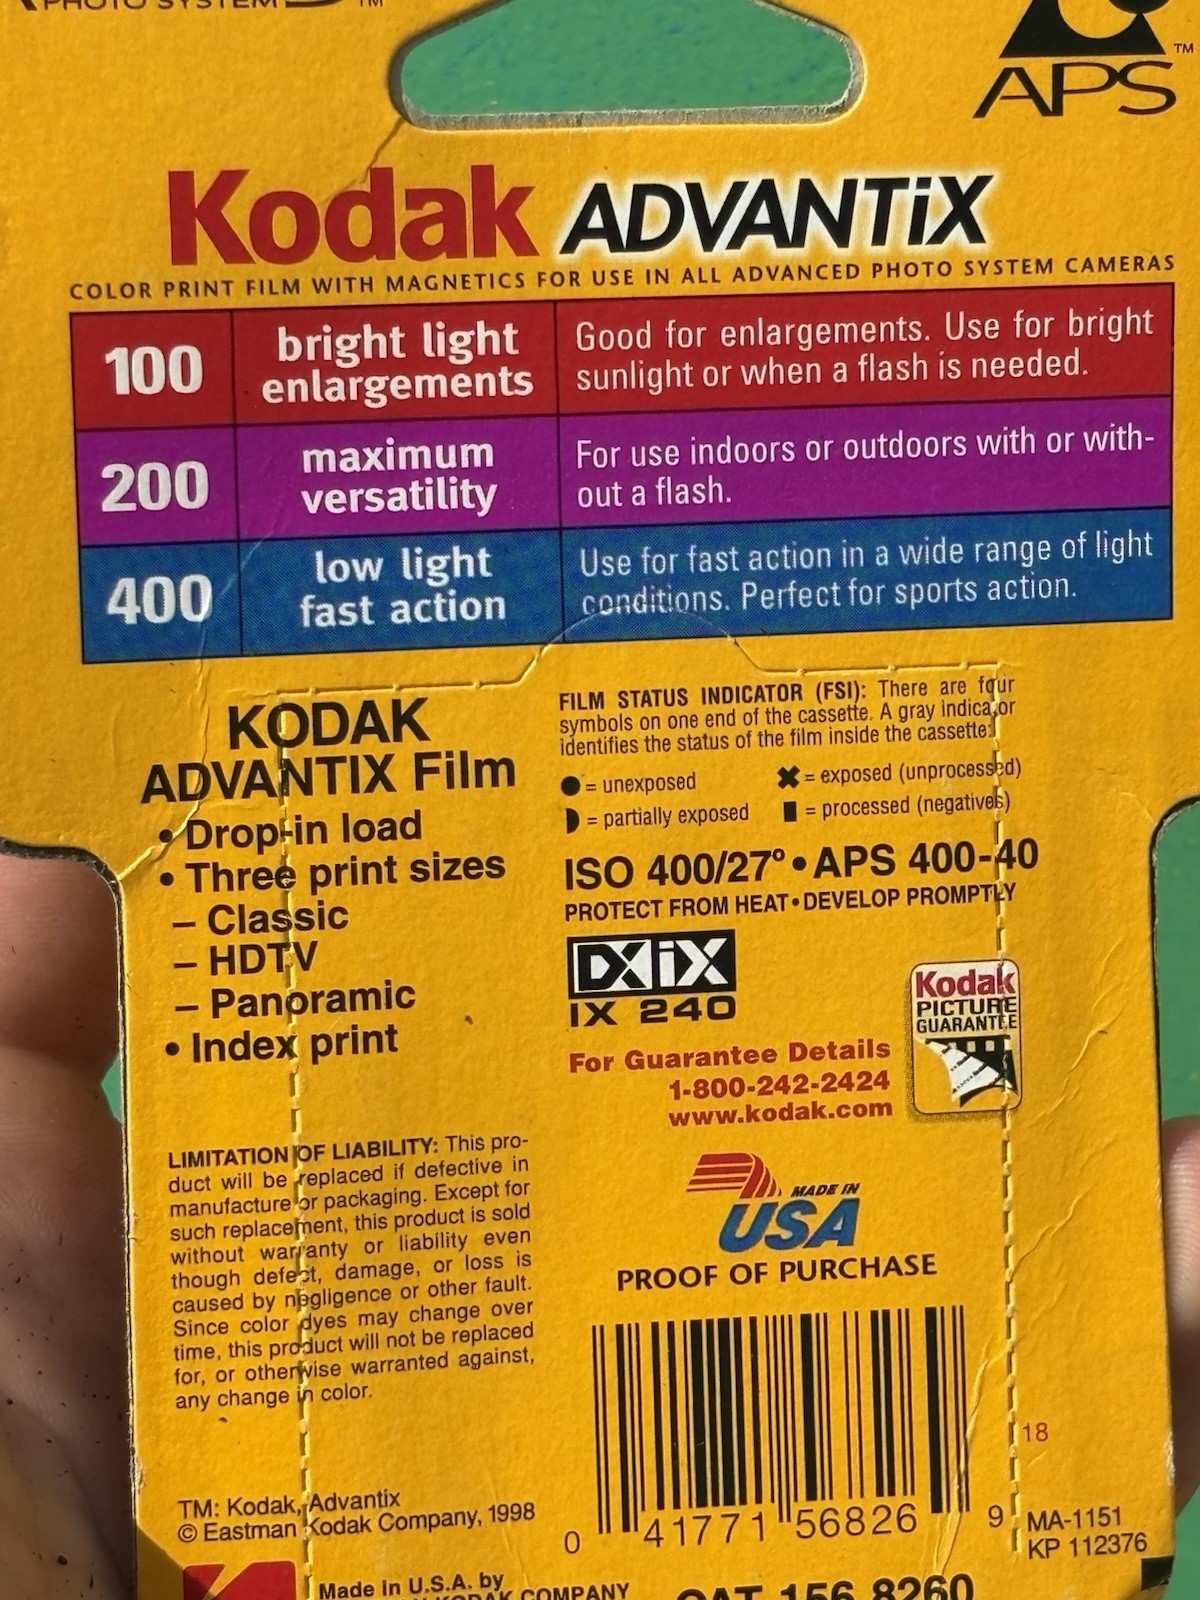 PHOTO SYSTEM ™
™
APS
Kodak ADVANTiX
COLOR PRINT FILM WITH MAGNETICS FOR USE IN ALL ADVANCED PHOTO SYSTEM CAMERAS
100
bright light
enlargements
Good for enlargements. Use for bright
sunlight or when a flash is needed.
200
maximum
versatility
For use indoors or outdoors with or with-
out a flash.
400
low light
fast action
Use for fast action in a wide range of light
conditions. Perfect for sports action.
KODAK
ADVANTIX Film
• Drop-in load
• Three print sizes
– Classic
– HDTV
– Panoramic
• Index print
LIMITATION OF LIABILITY: This pro-
duct will be replaced if defective in
manufacture or packaging. Except for
such replacement, this product is sold
without warranty or liability even
though defect, damage, or loss is
caused by negligence or other fault.
Since color dyes may change over
time, this product will not be replaced
for, or otherwise warranted against,
any change in color.
TM: Kodak, Advantix
© Eastman Kodak Company, 1998
Made in U.S.A. by
KODAK COMPANY
FILM STATUS INDICATOR (FSI): There are four
symbols on one end of the cassette. A gray indicator
identifies the status of the film inside the cassette:
● = unexposed ✖ = exposed (unprocessed)
◗ = partially exposed ■ = processed (negatives)
ISO 400/27° • APS 400-40
PROTECT FROM HEAT • DEVELOP PROMPTLY
DX iX
IX 240
Kodak
PICTURE
GUARANTEE
For Guarantee Details
1-800-242-2424
www.kodak.com
MADE IN
USA
PROOF OF PURCHASE
0 41771 56826 9
18
MA-1151
KP 112376
CAT 156 8260